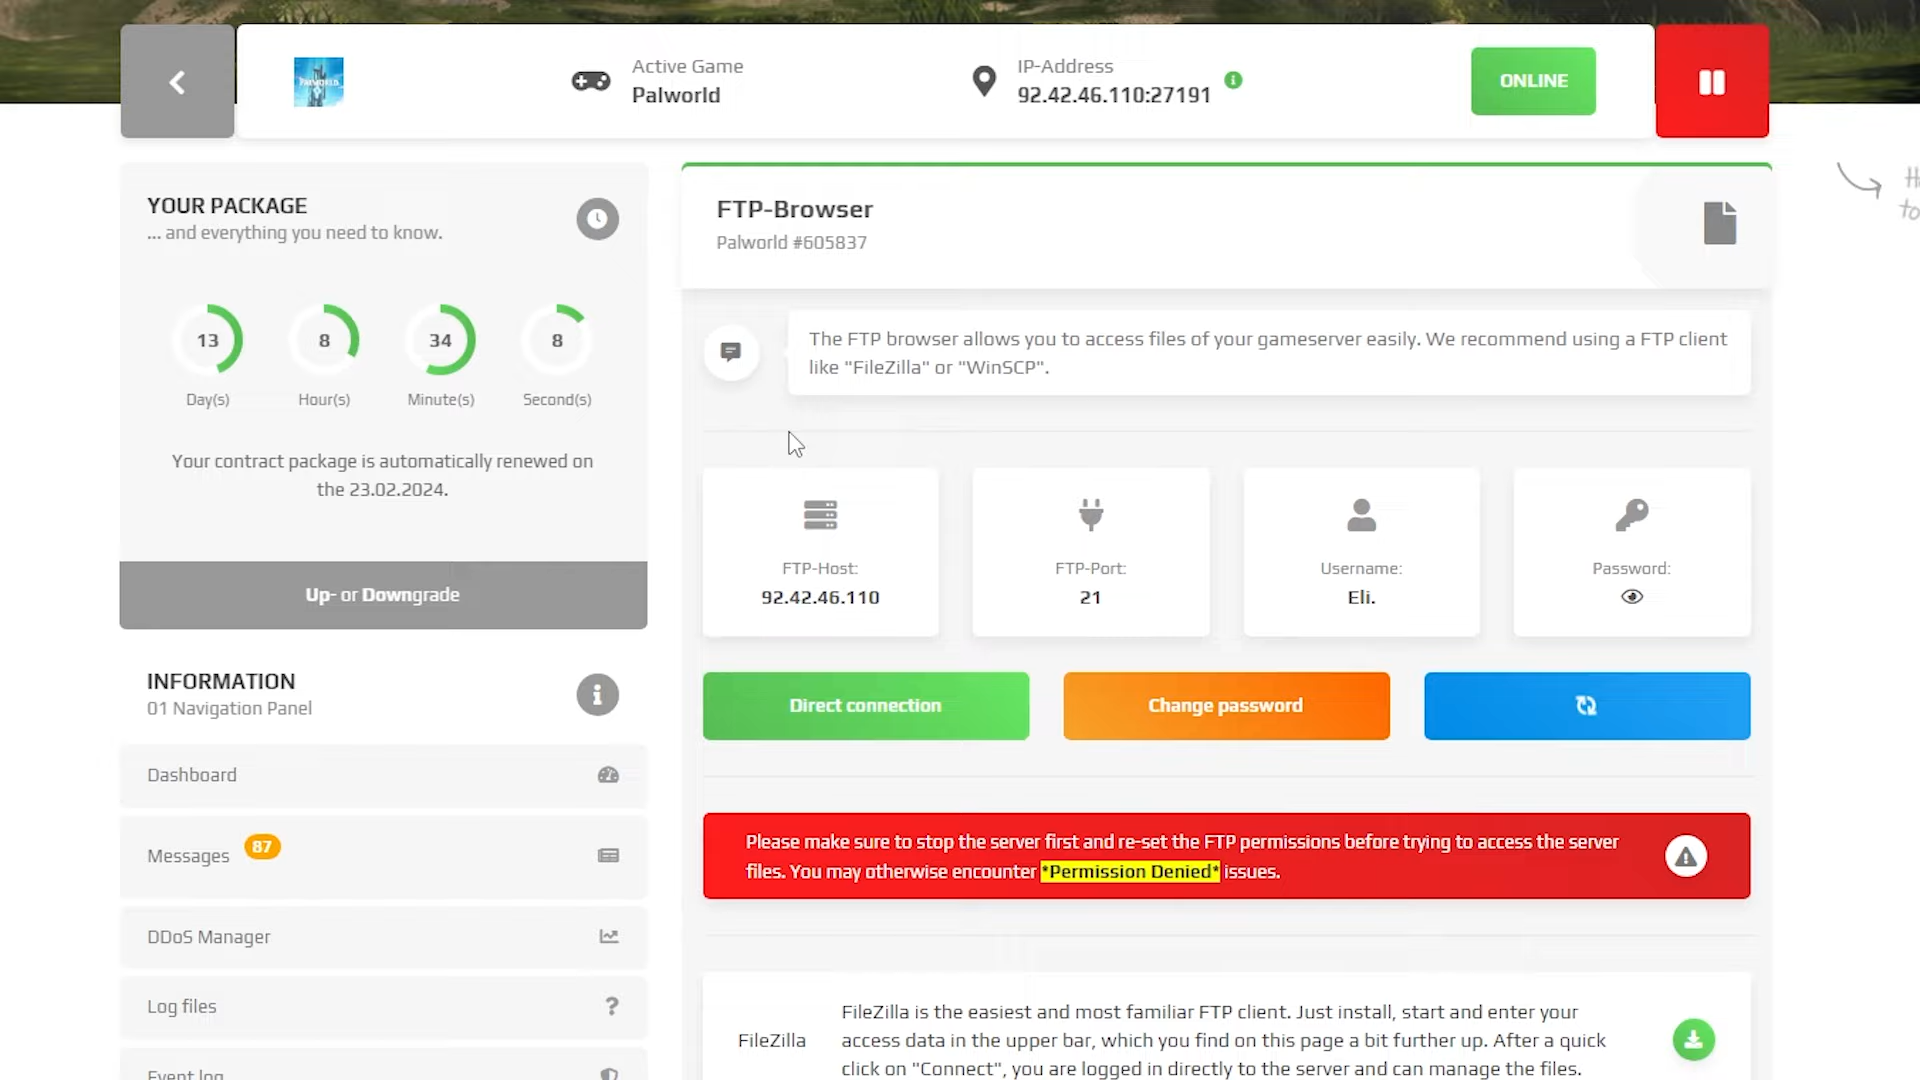 PALWORLD
Active Game
Palworld
IP-Address
92.42.46.110:27191
ONLINE
YOUR PACKAGE
... and everything you need to know.
13
8
34
8
Day(s)
Hour(s)
Minute(s)
Second(s)
Your contract package is automatically renewed on
the 23.02.2024.
Up- or Downgrade
INFORMATION
01 Navigation Panel
Dashboard
Messages 87
DDoS Manager
Log files
Event log
FTP-Browser
Palworld #605837
The FTP browser allows you to access files of your gameserver easily. We recommend using a FTP client
like "FileZilla" or "WinSCP".
FTP-Host:
92.42.46.110
FTP-Port:
21
Username:
Eli.
Password:
Direct connection
Change password
Please make sure to stop the server first and re-set the FTP permissions before trying to access the server
files. You may otherwise encounter *Permission Denied* issues.
FileZilla
FileZilla is the easiest and most familiar FTP client. Just install, start and enter your
access data in the upper bar, which you find on this page a bit further up. After a quick
click on "Connect", you are logged in directly to the server and can manage the files.
to